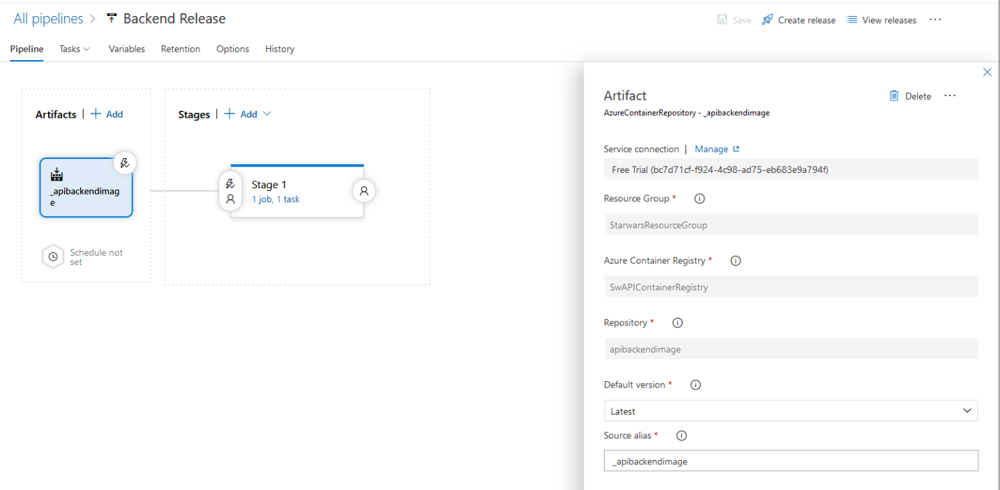 All pipelines > Backend Release
Save Create release View releases ...
Pipeline Tasks Variables Retention Options History
Artifacts | + Add
Stages | + Add
_apibackendimag
e
Schedule not
set
Stage 1
1 job, 1 task
Artifact
Delete ...
AzureContainerRepository - _apibackendimage
Service connection | Manage
Free Trial (bc7d71cf-f924-4c98-ad75-eb683e9a794f)
Resource Group *
StarwarsResourceGroup
Azure Container Registry *
SwAPIContainerRegistry
Repository *
apibackendimage
Default version *
Latest
Source alias *
_apibackendimage